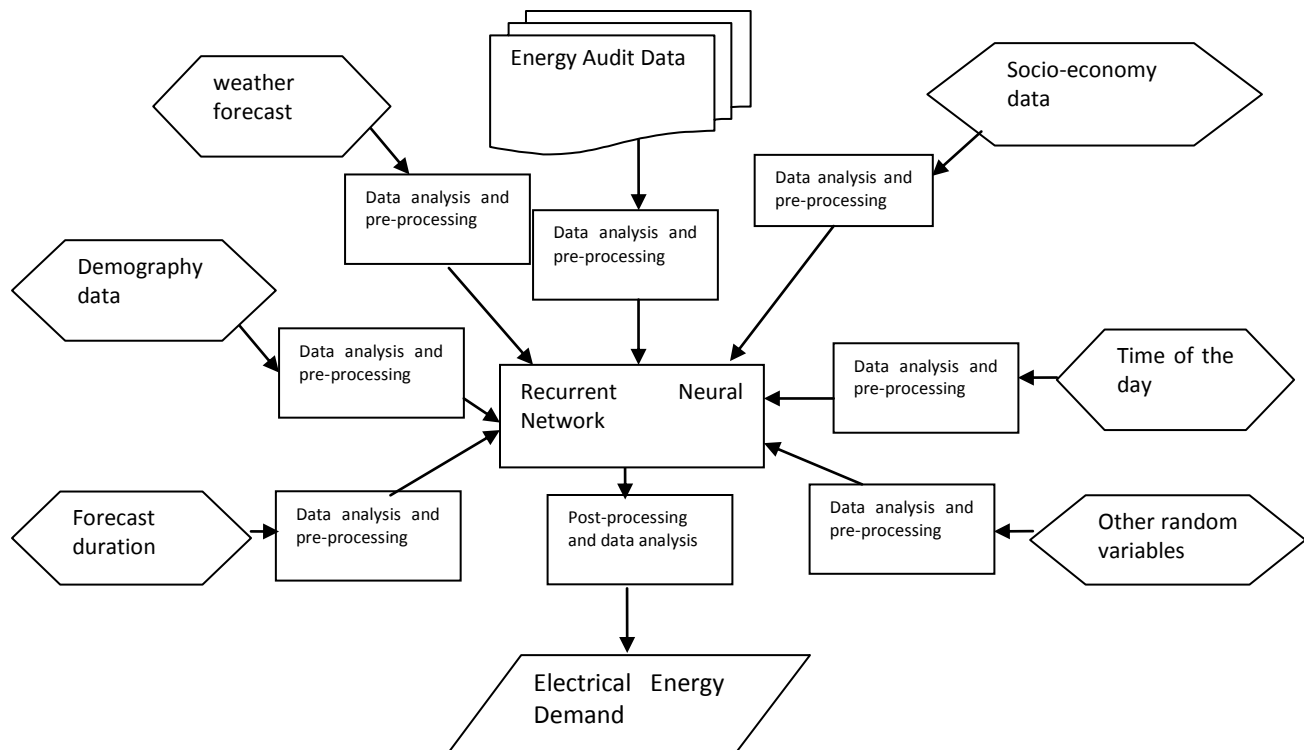 weather
forecast
Energy Audit Data
Socio-economy
data
Data analysis and
pre-processing
Data analysis and
pre-processing
Data analysis and
pre-processing
Demography
data
Data analysis and
pre-processing
Recurrent Neural
Network
Data analysis and
pre-processing
Time of the
day
Forecast
duration
Data analysis and
pre-processing
Post-processing
and data analysis
Data analysis and
pre-processing
Other random
variables
Electrical Energy
Demand